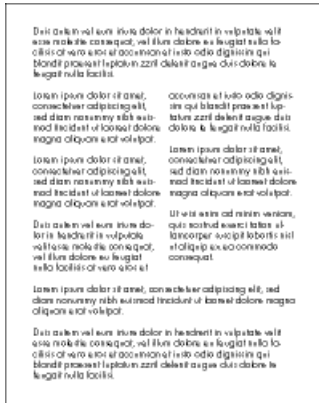 Duis autem vel eum iriure dolor in hendrerit in vulputate velit
esse molestie consequat, vel illum dolore eu feugiat nulla fa-
cilisis at vero eros et accumsan et iusto odio dignissim qui
blandit praesent luptatum zzril delenit augue duis dolore te
feugait nulla facilisi.
Lorem ipsum dolor sit amet,
consectetuer adipiscing elit,
sed diam nonummy nibh euis-
mod tincidunt ut laoreet dolore
magna aliquam erat volutpat.
Lorem ipsum dolor sit amet,
consectetuer adipiscing elit,
sed diam nonummy nibh euis-
mod tincidunt ut laoreet dolore
magna aliquam erat volutpat.
Duis autem vel eum iriure do-
lor in hendrerit in vulputate
velit esse molestie consequat,
vel illum dolore eu feugiat
nulla facilisis at vero eros et
accumsan et iusto odio dignis-
sim qui blandit praesent lup-
tatum zzril delenit augue duis
dolore te feugait nulla facilisi.
Lorem ipsum dolor sit amet,
consectetuer adipiscing elit,
sed diam nonummy nibh euis-
mod tincidunt ut laoreet dolore
magna aliquam erat volutpat.
Ut wisi enim ad minim veniam,
quis nostrud exerci tation ul-
lamcorper suscipit lobortis nisl
ut aliquip ex ea commodo
consequat.
Lorem ipsum dolor sit amet, consectetuer adipiscing elit, sed
diam nonummy nibh euismod tincidunt ut laoreet dolore magna
aliquam erat volutpat.
Duis autem vel eum iriure dolor in hendrerit in vulputate velit
esse molestie consequat, vel illum dolore eu feugiat nulla fa-
cilisis at vero eros et accumsan et iusto odio dignissim qui
blandit praesent luptatum zzril delenit augue duis dolore te
feugait nulla facilisi.